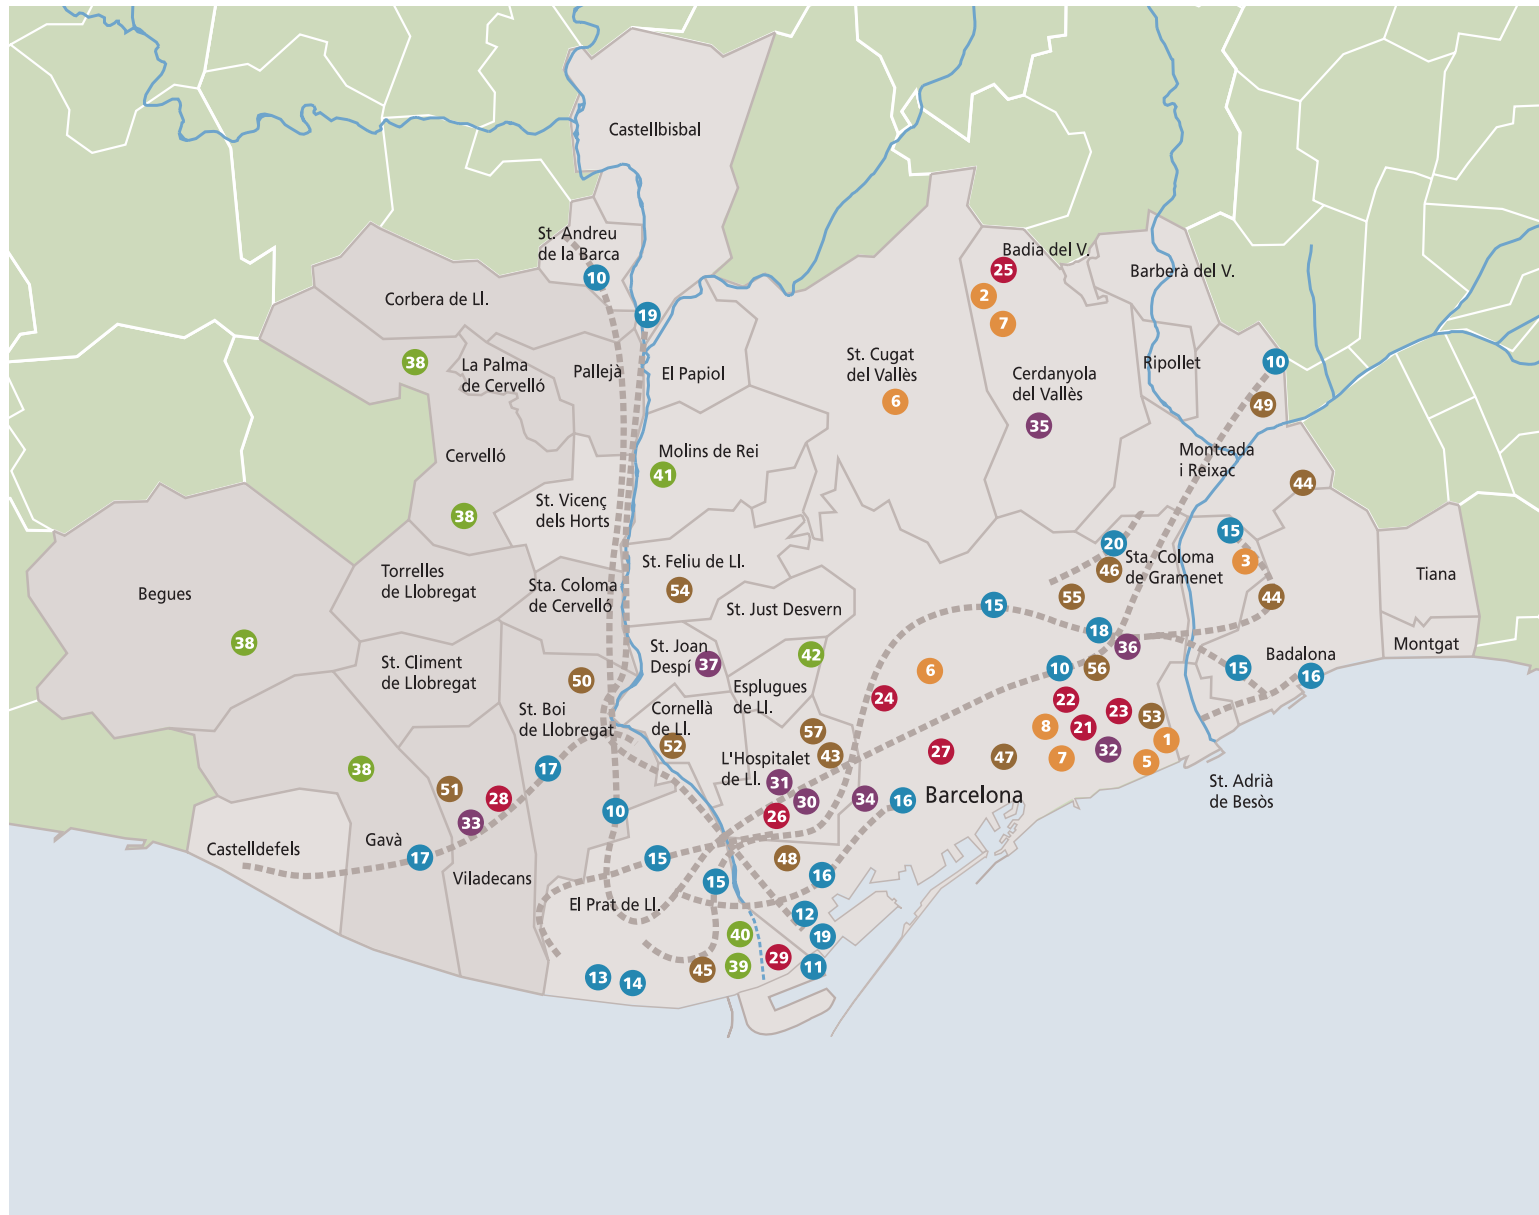 Castellbisbal
St. Andreu
de la Barca
10
19
Badia del V.
25
2
7
Barberà del V.
Corbera de Ll.
38
La Palma
de Cervelló
Pallejà
El Papiol
St. Cugat
del Vallès
6
Cerdanyola
del Vallès
35
Ripollet
10
49
Cervelló
38
St. Vicenç
dels Horts
Molins de Rei
41
Montcada
i Reixac
44
Begues
38
Torrelles
de Llobregat
Sta. Coloma
de Cervelló
St. Feliu de Ll.
54
St. Just Desvern
42
20
46
55
Sta. Coloma
de Gramenet
15
3
44
Tiana
Montgat
St. Climent
de Llobregat
50
St. Joan
Despí
37
Esplugues
de Ll.
15
18
36
10
56
Badalona
15
16
St. Boi
de Llobregat
Cornellà
de Ll.
52
57
43
24
6
22
23
21
8
53
1
7
32
5
38
51
28
33
17
L'Hospitalet
de Ll.
31
30
26
34
16
27
47
Barcelona
St. Adrià
de Besòs
Castelldefels
Gavà
17
Viladecans
10
15
15
48
16
El Prat de Ll.
12
19
11
40
39
29
45
13
14